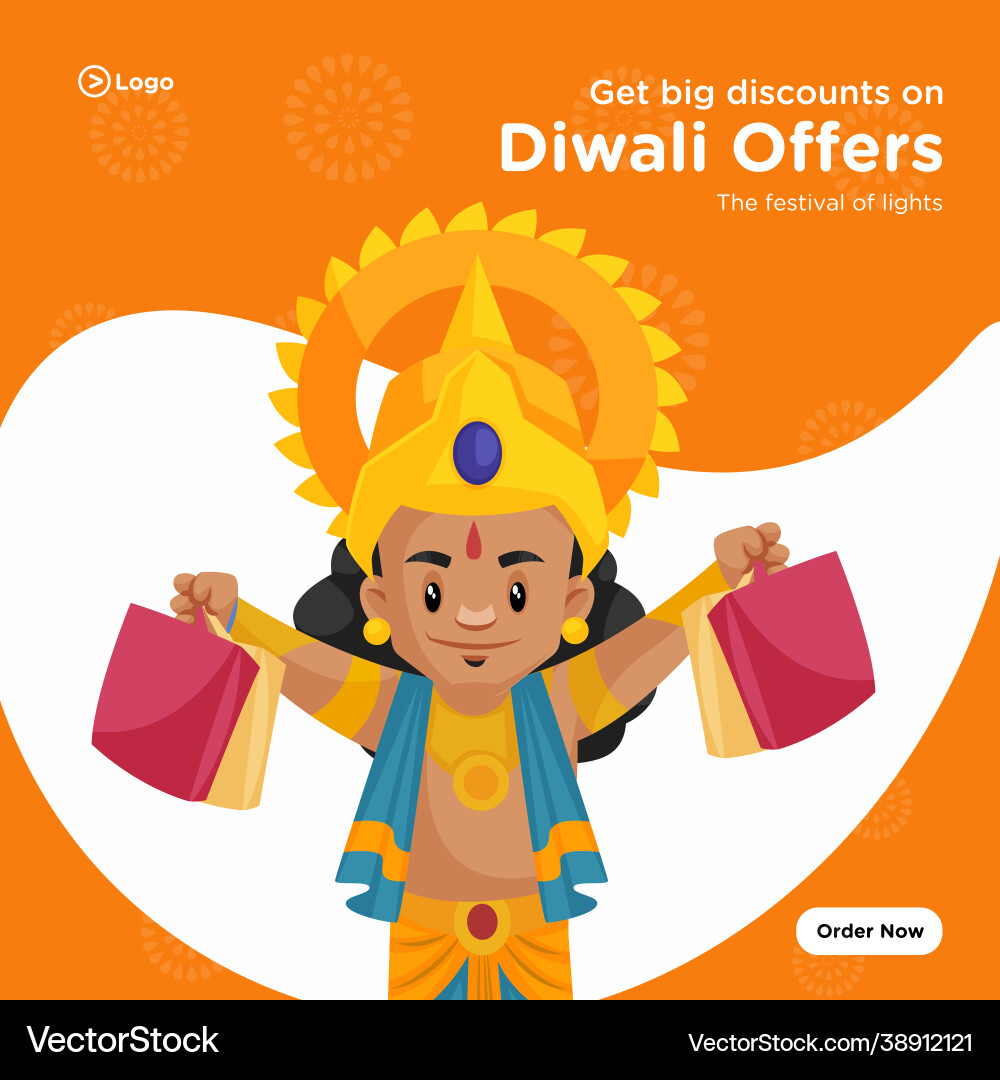 Logo
Get big discounts on
Diwali Offers
The festival of lights
Order Now
VectorStock
VectorStock.com/38912121